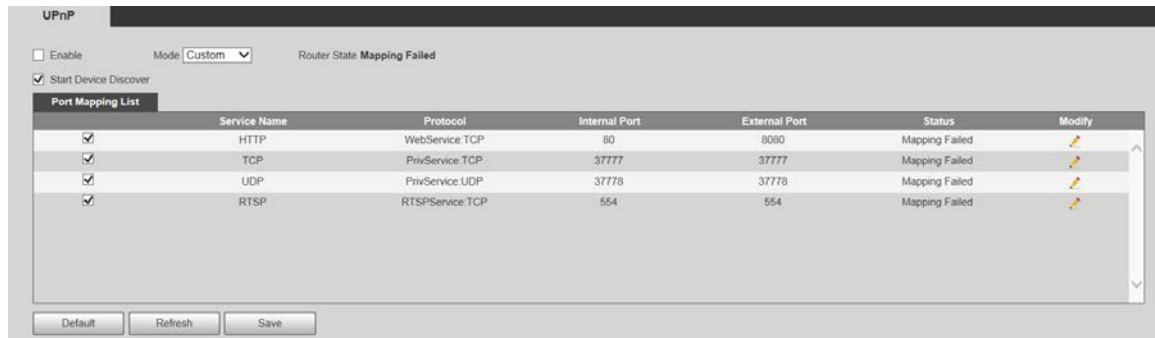 UPnP
Enable Mode Custom Router State Mapping Failed
Start Device Discover
Port Mapping List
Service Name Protocol Internal Port External Port Status Modify
HTTP WebService:TCP 80 8080 Mapping Failed
TCP PrivService:TCP 37777 37777 Mapping Failed
UDP PrivService:UDP 37778 37778 Mapping Failed
RTSP RTSPService:TCP 554 554 Mapping Failed
Default Refresh Save